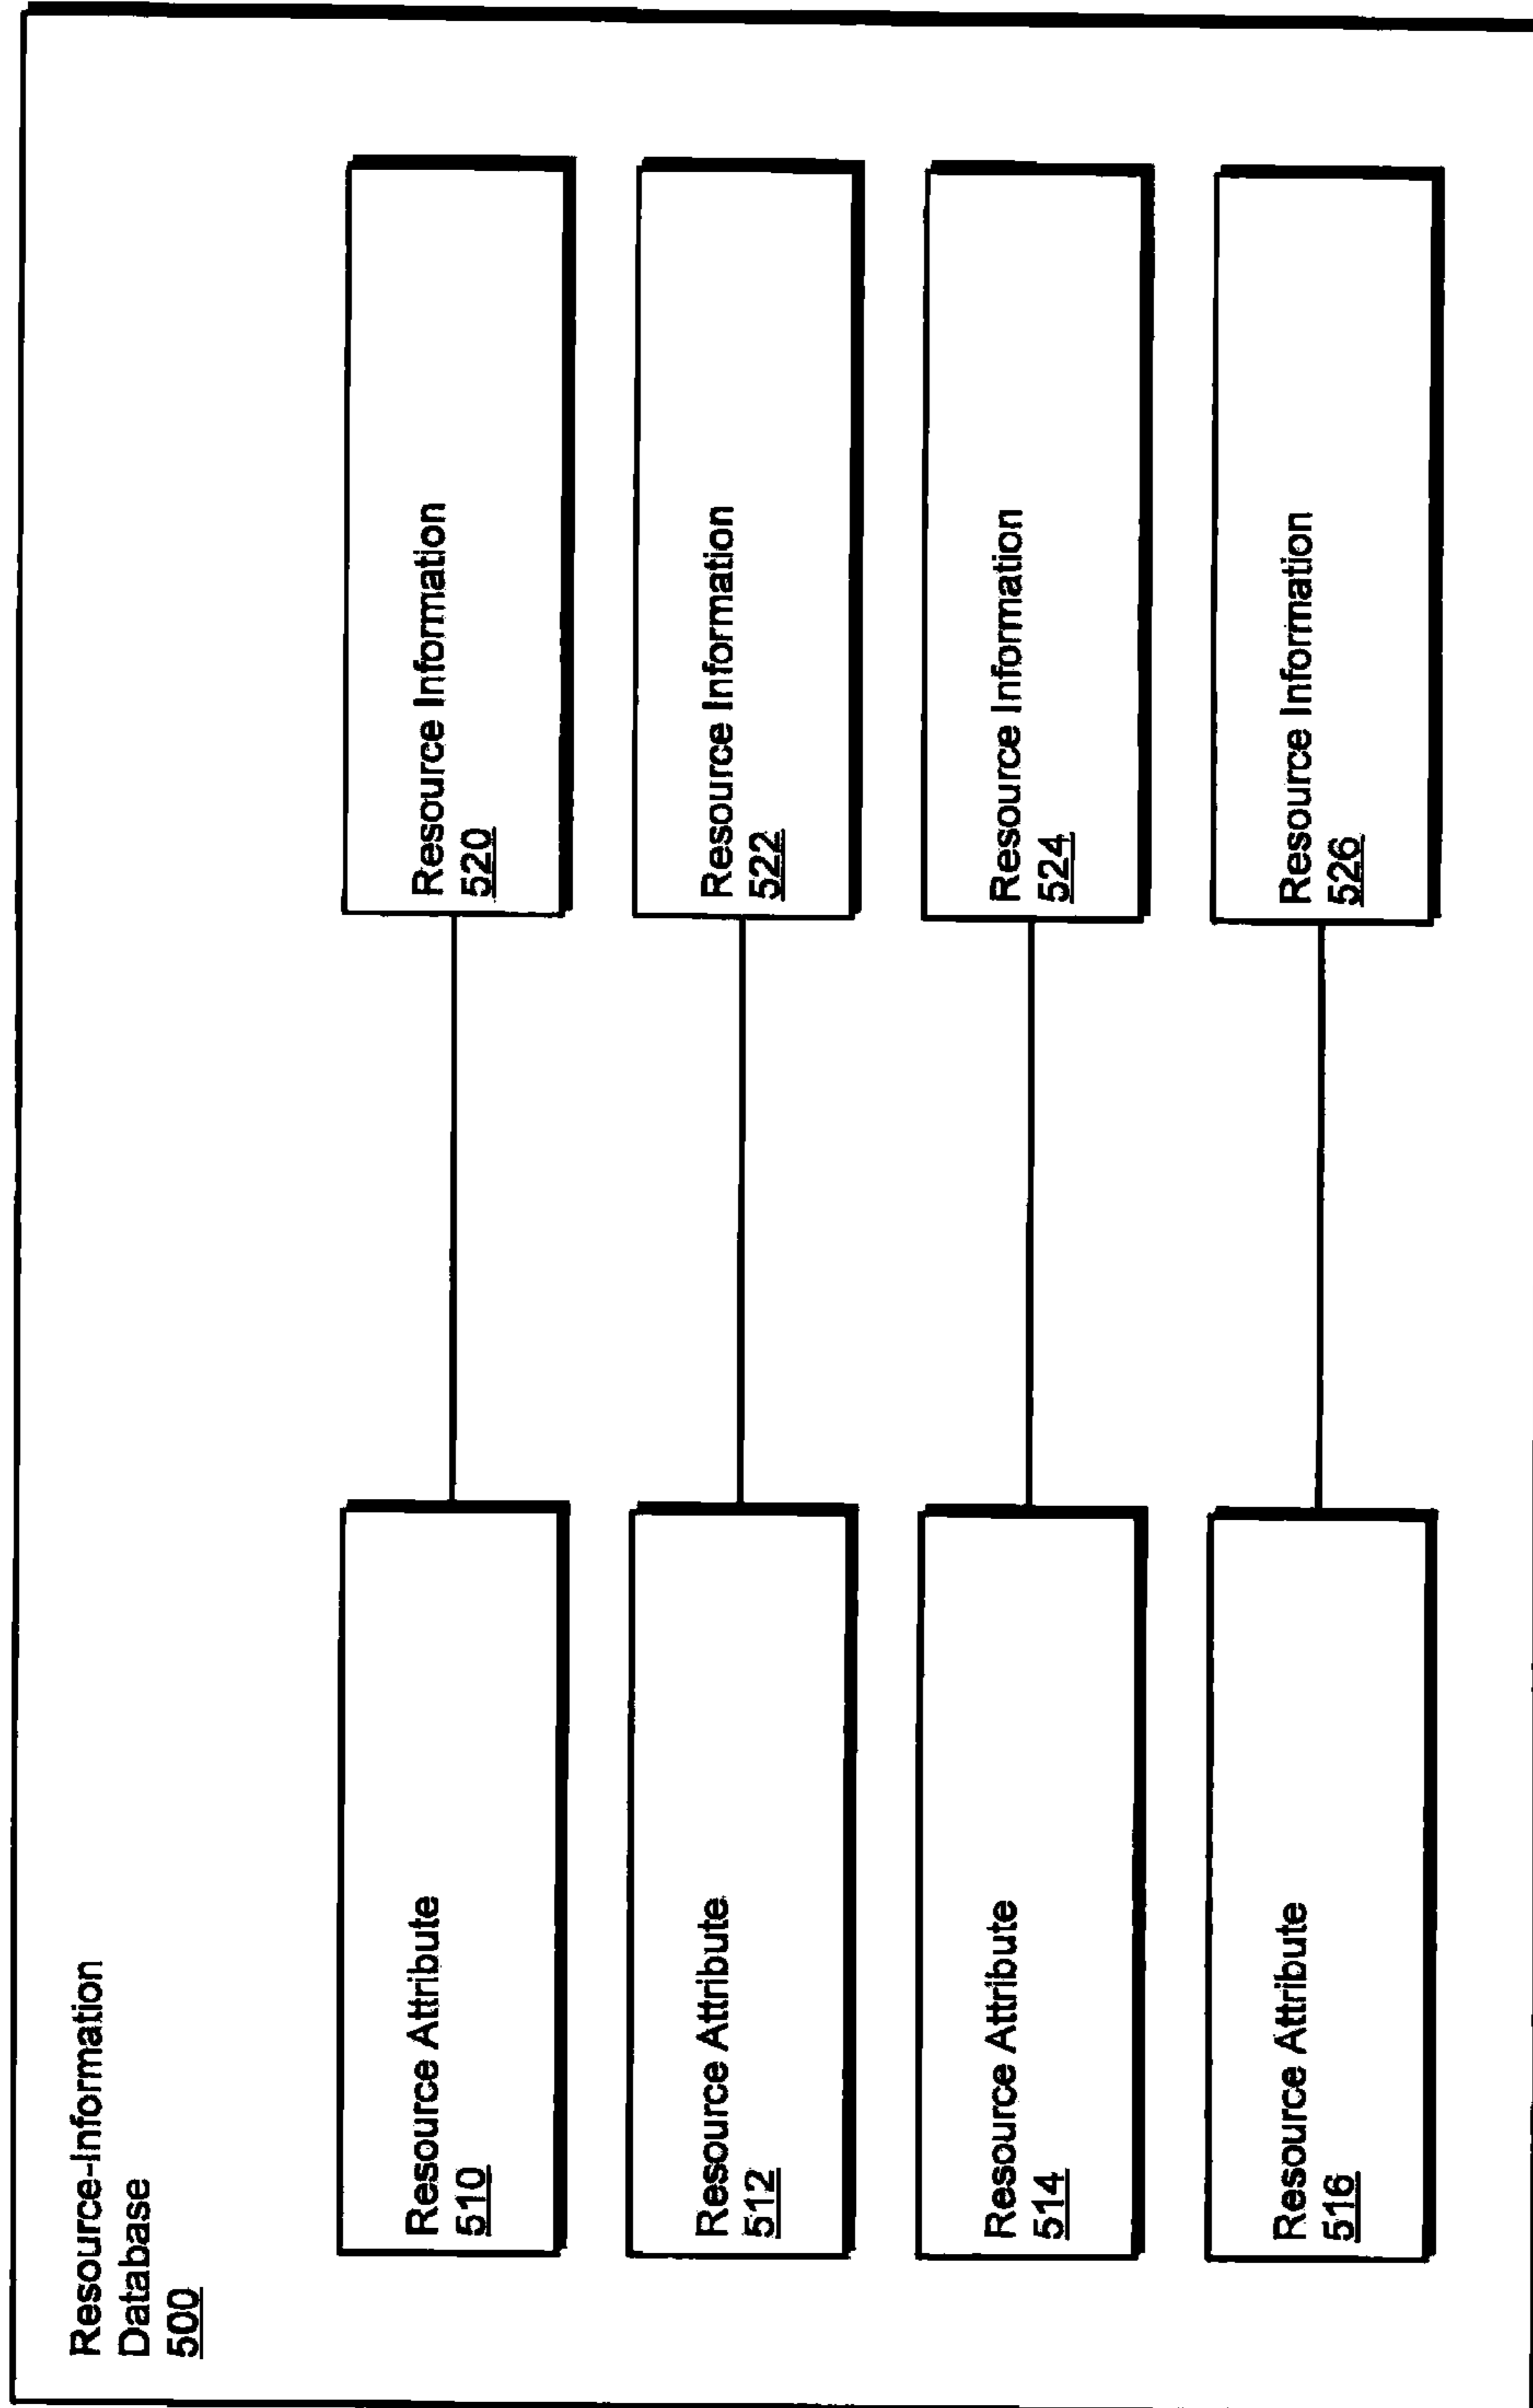 Resource-Information
Database
500
Resource Attribute
510
Resource Information
520
Resource Attribute
512
Resource Information
522
Resource Attribute
514
Resource Information
524
Resource Attribute
516
Resource Information
526